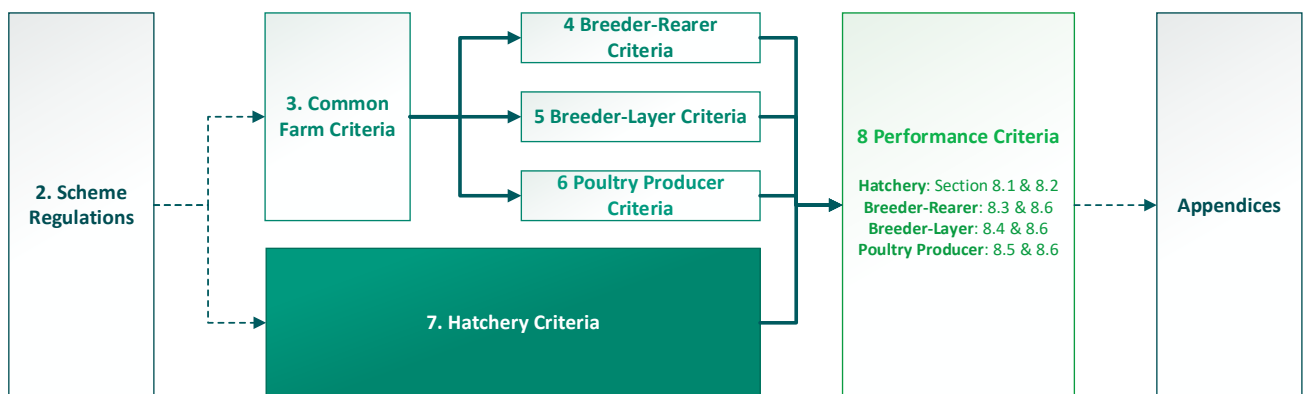 2. Scheme
Regulations
3. Common
Farm Criteria
4 Breeder-Rearer
Criteria
5 Breeder-Layer Criteria
6 Poultry Producer
Criteria
7. Hatchery Criteria
8 Performance Criteria
Hatchery: Section 8.1 & 8.2
Breeder-Rearer: 8.3 & 8.6
Breeder-Layer: 8.4 & 8.6
Poultry Producer: 8.5 & 8.6
Appendices